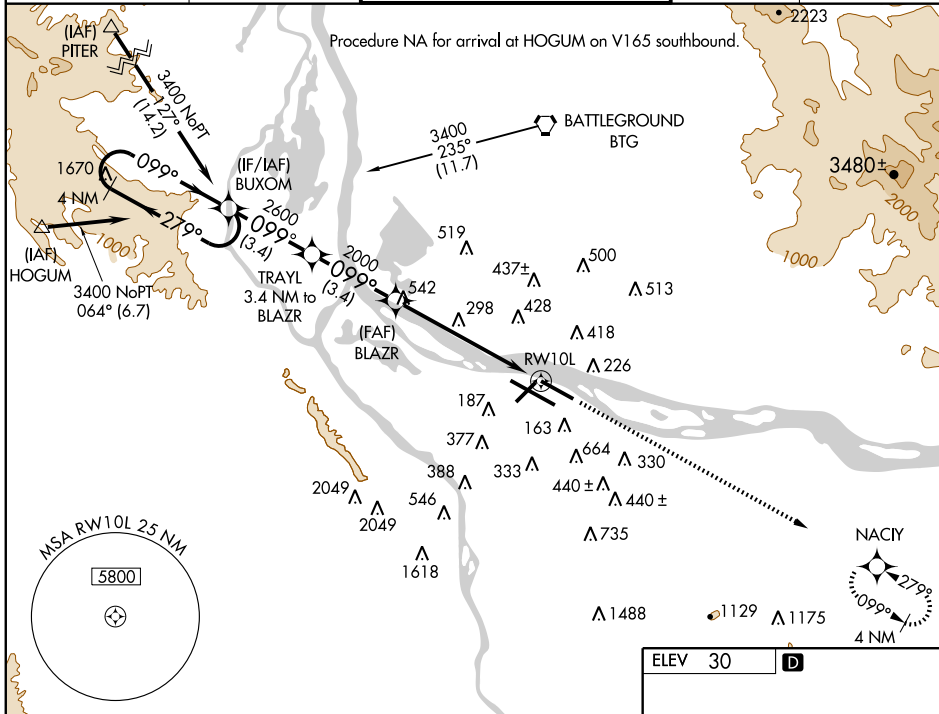 2223
(IAF)
PITER
Procedure NA for arrival at HOGUM on V165 southbound.
3400 NoPT
127°
(14.2)
BATTLEGROUND
BTG
3400
235°
(11.7)
1670
4 NM
099°
279°
(IF/IAF)
BUXOM
3480±
2000
1000
2600
099°
(3.4)
(IAF)
HOGUM
1000
3400 NoPT
064° (6.7)
TRAYL
3.4 NM to
BLAZR
2000
099°
(3.4)
542
(FAF)
BLAZR
519
437±
500
513
298
428
418
226
RW10L
187
163
377
333
664
330
388
440 ±
440 ±
2049
2049
546
735
1618
NACIY
279°
099°
4 NM
MSA RW10L 25 NM
5800
1488
1129
1175
ELEV 30
D